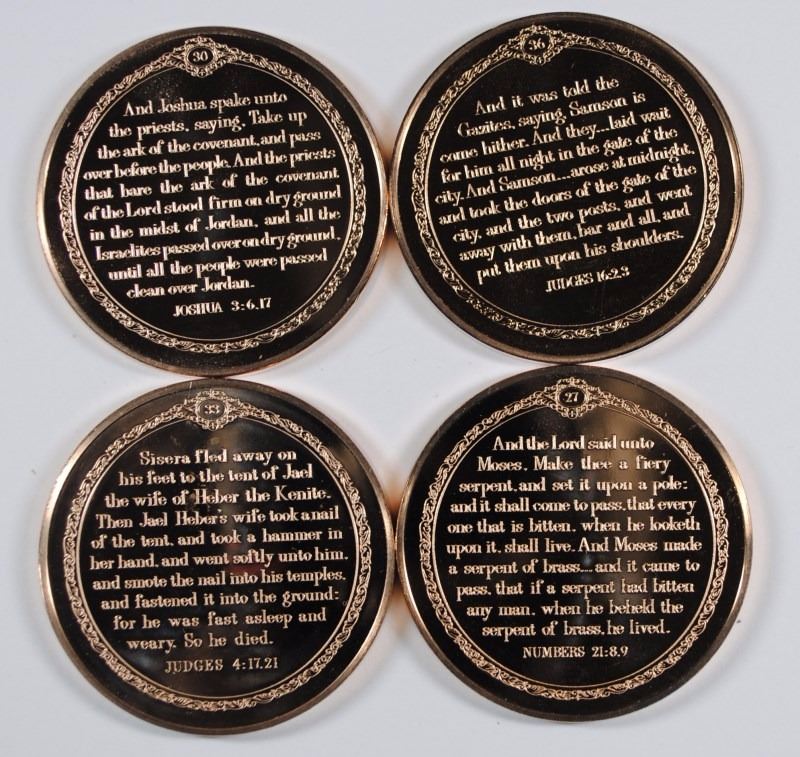 30
And Joshua spake unto
the priests, saying, Take up
the ark of the covenant, and pass
over before the people. And the priests
that bare the ark of the covenant
of the Lord stood firm on dry ground
in the midst of Jordan, and all the
Israelites passed over on dry ground,
until all the people were passed
clean over Jordan.
JOSHUA 3:6.17
36
And it was told the
Gazites, saying, Samson is
come hither. And they...laid wait
for him all night in the gate of the
city. And Samson....arose at midnight,
and took the doors of the gate of the
city, and the two posts, and went
away with them, bar and all, and
put them upon his shoulders.
JUDGES 16:2.3
33
Sisera fled away on
his feet to the tent of Jael
the wife of Heber the Kenite.
Then Jael Hebers wife took a nail
of the tent, and took a hammer in
her hand, and went softly unto him,
and smote the nail into his temples,
and fastened it into the ground:
for he was fast asleep and
weary. So he died.
JUDGES 4:17.21
27
And the Lord said unto
Moses, Make thee a fiery
serpent, and set it upon a pole:
and it shall come to pass, that every
one that is bitten, when he looketh
upon it, shall live. And Moses made
a serpent of brass.....and it came to
pass, that if a serpent had bitten
any man, when he beheld the
serpent of brass, he lived.
NUMBERS 21:8.9